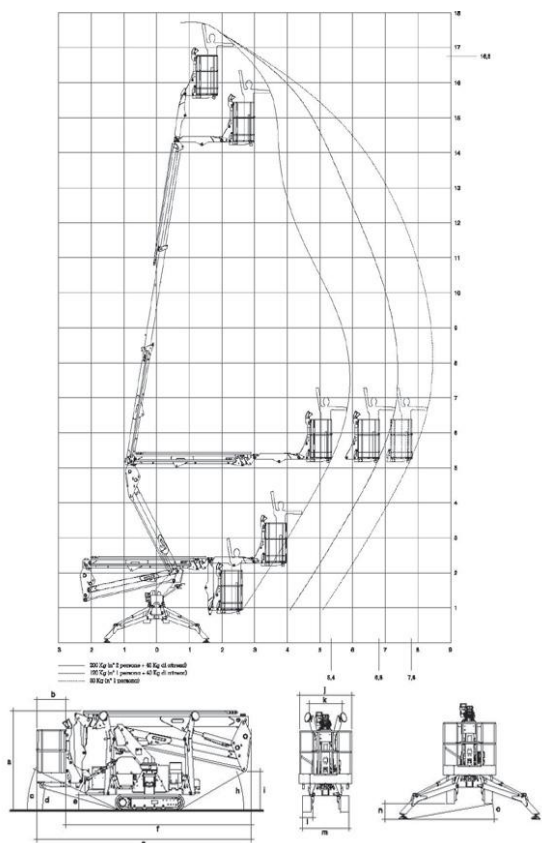 18
17
16,8
16
15
14
13
12
11
10
9
8
7
6
5
4
3
2
1
3 2 1 0 1 2 3 4 5 6 7 8 9
5,4 6,8 7,8
200 Kg (n° 2 persone + 40 Kg di attrezzi)
120 Kg (n° 1 persona + 40 Kg di attrezzi)
80 Kg (n° 1 persona)
b
j
k
a
c d e
h
i
f
g
l
m
n
o